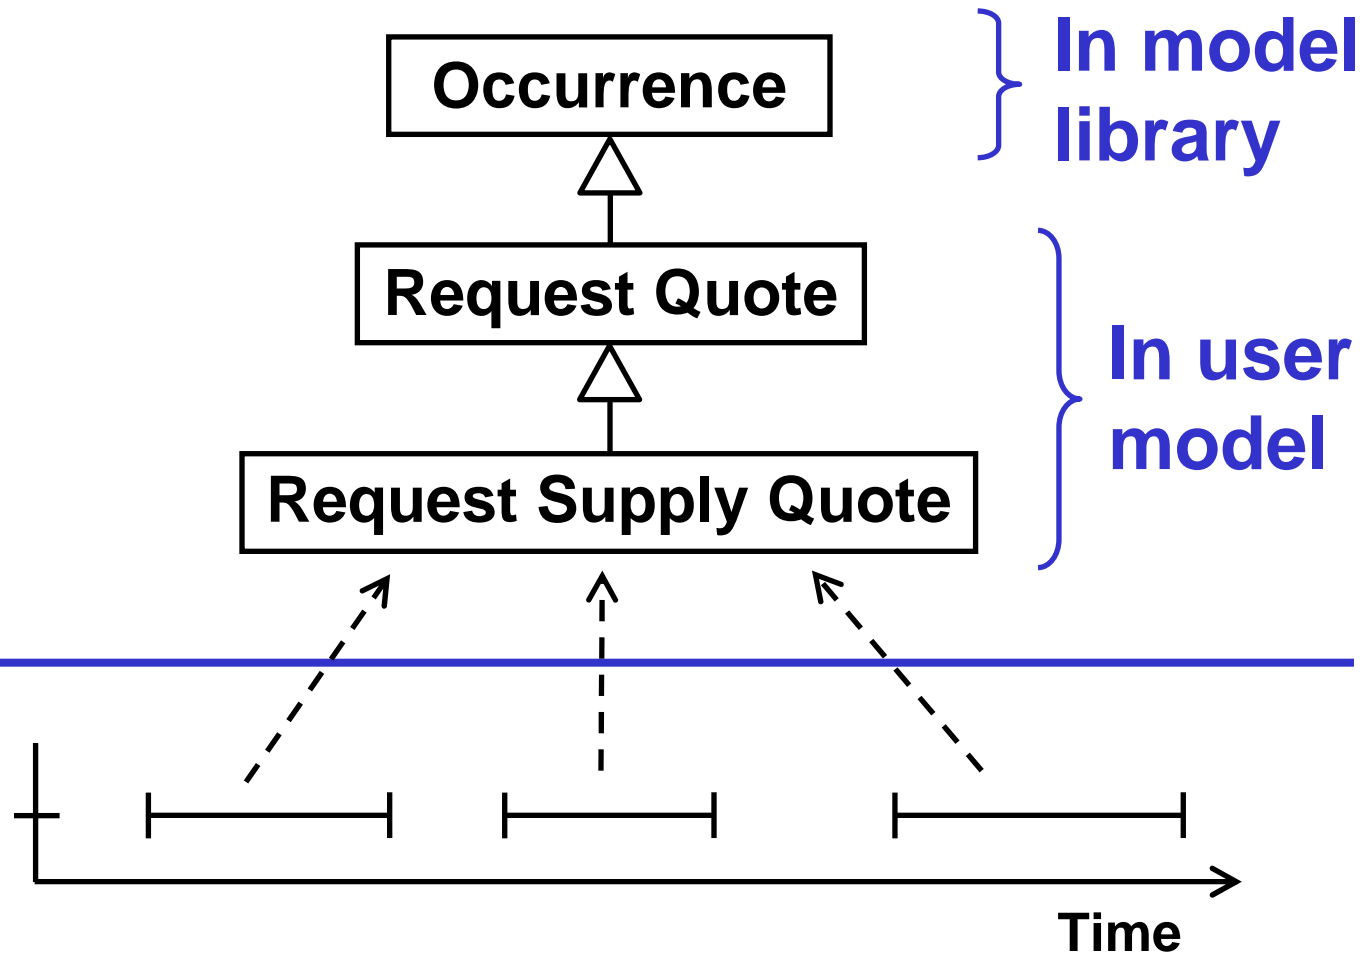 Occurrence
In model
library
Request Quote
In user
model
Request Supply Quote
Time